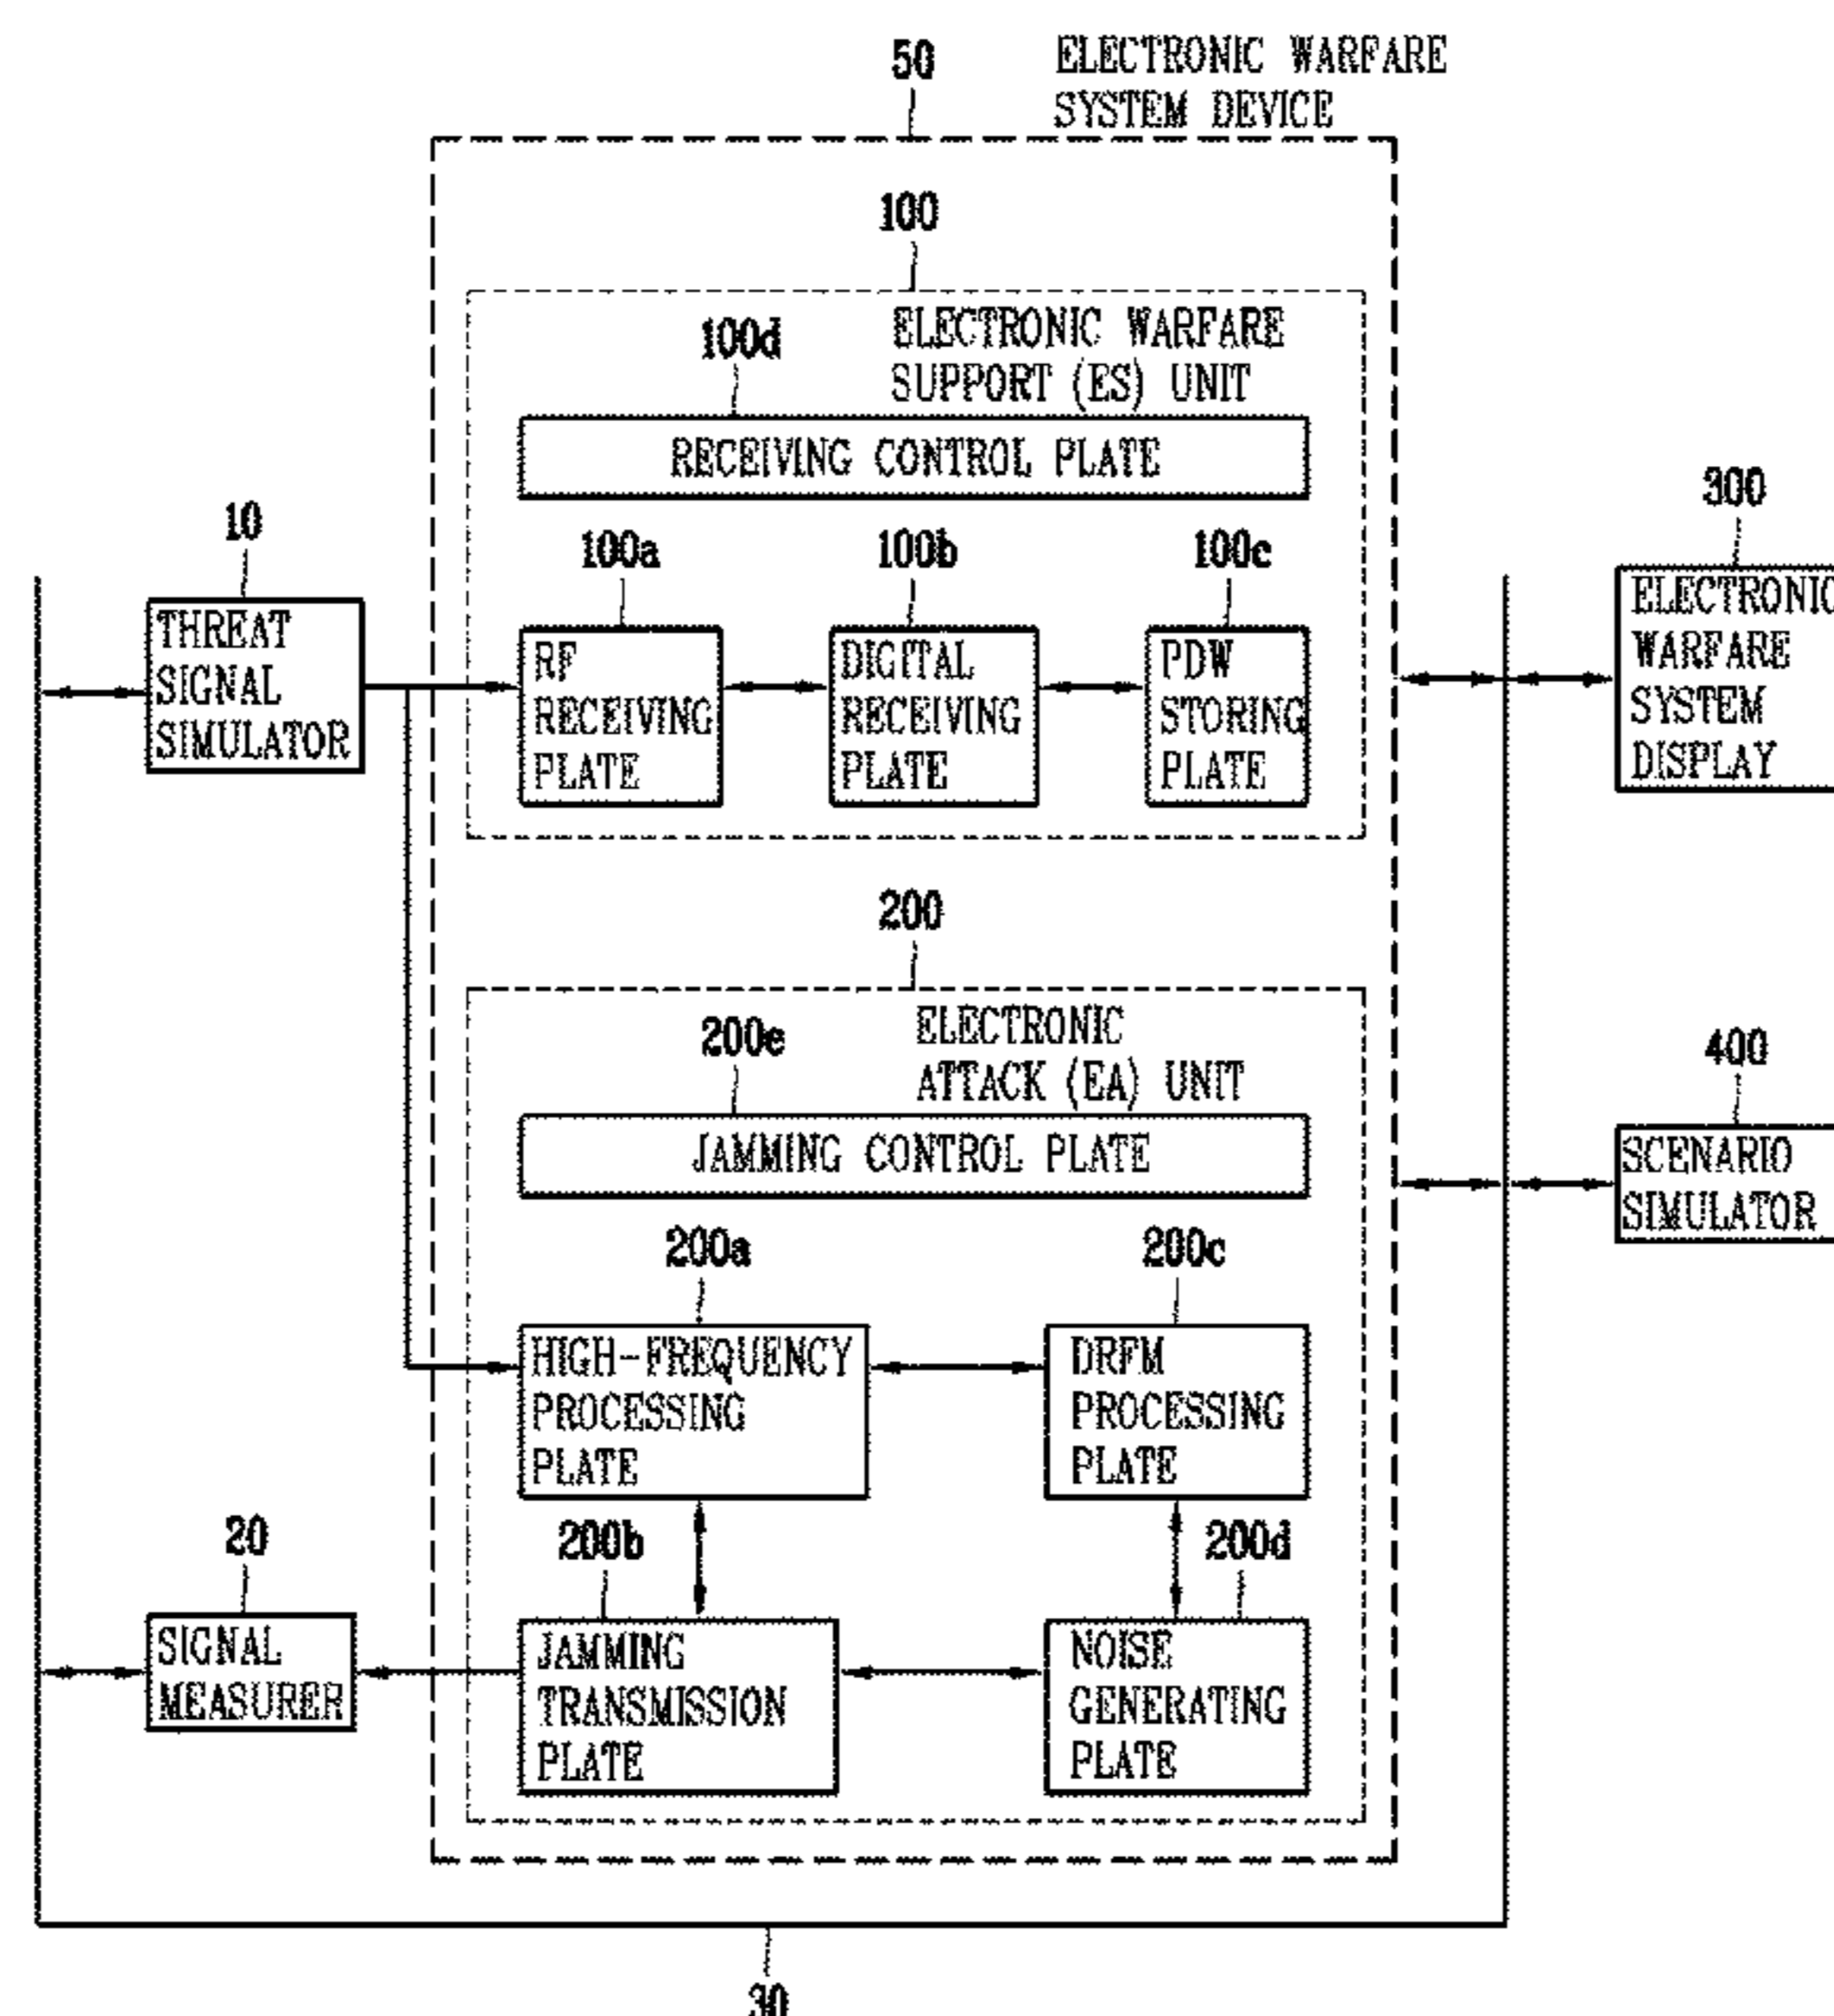 50
ELECTRONIC WARFARE
SYSTEM DEVICE
100
ELECTRONIC WARFARE
SUPPORT (ES) UNIT
100d
RECEIVING CONTROL PLATE
10
THREAT
SIGNAL
SIMULATOR
100a
RF
RECEIVING
PLATE
100b
DIGITAL
RECEIVING
PLATE
100c
PDW
STORING
PLATE
300
ELECTRONIC
WARFARE
SYSTEM
DISPLAY
200
ELECTRONIC
ATTACK (EA) UNIT
200e
JAMMING CONTROL PLATE
400
SCENARIO
SIMULATOR
200a
HIGH-FREQUENCY
PROCESSING
PLATE
200c
DRFM
PROCESSING
PLATE
20
SIGNAL
MEASURER
200b
JAMMING
TRANSMISSION
PLATE
200d
NOISE
GENERATING
PLATE
30